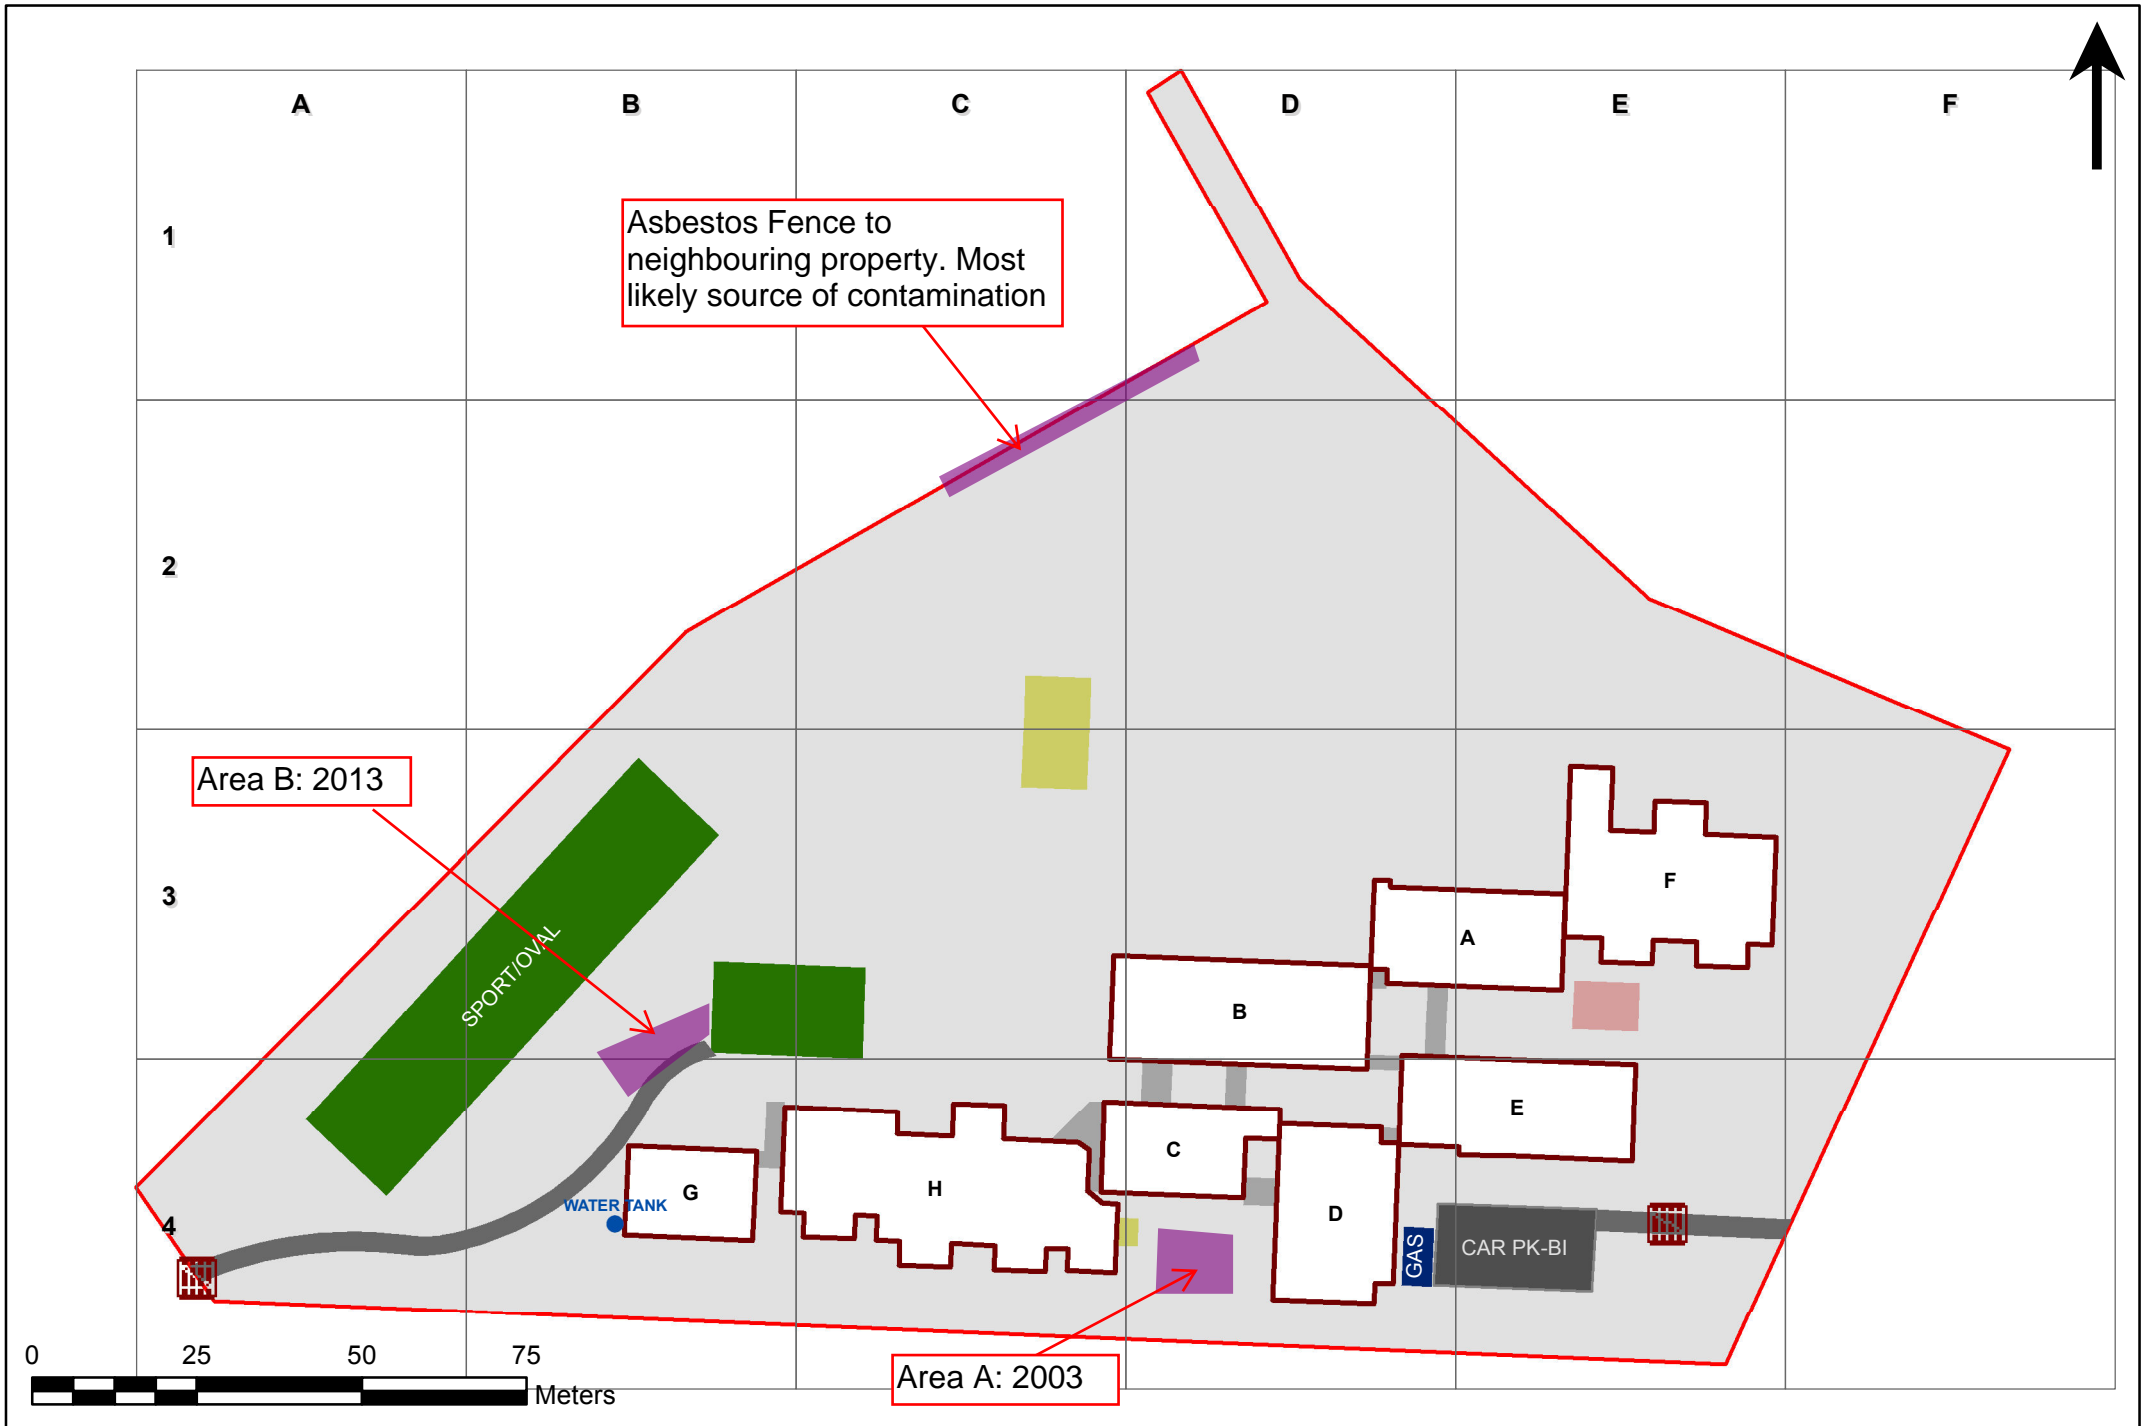 A
B
C
D
E
F
1
Asbestos Fence to
neighbouring property. Most
likely source of contamination
2
Area B: 2013
3
SPORT/OVAL
F
A
B
E
C
G
H
D
WATER TANK
4
GAS
CAR PK-BI
0 25 50 75
Meters
Area A: 2003